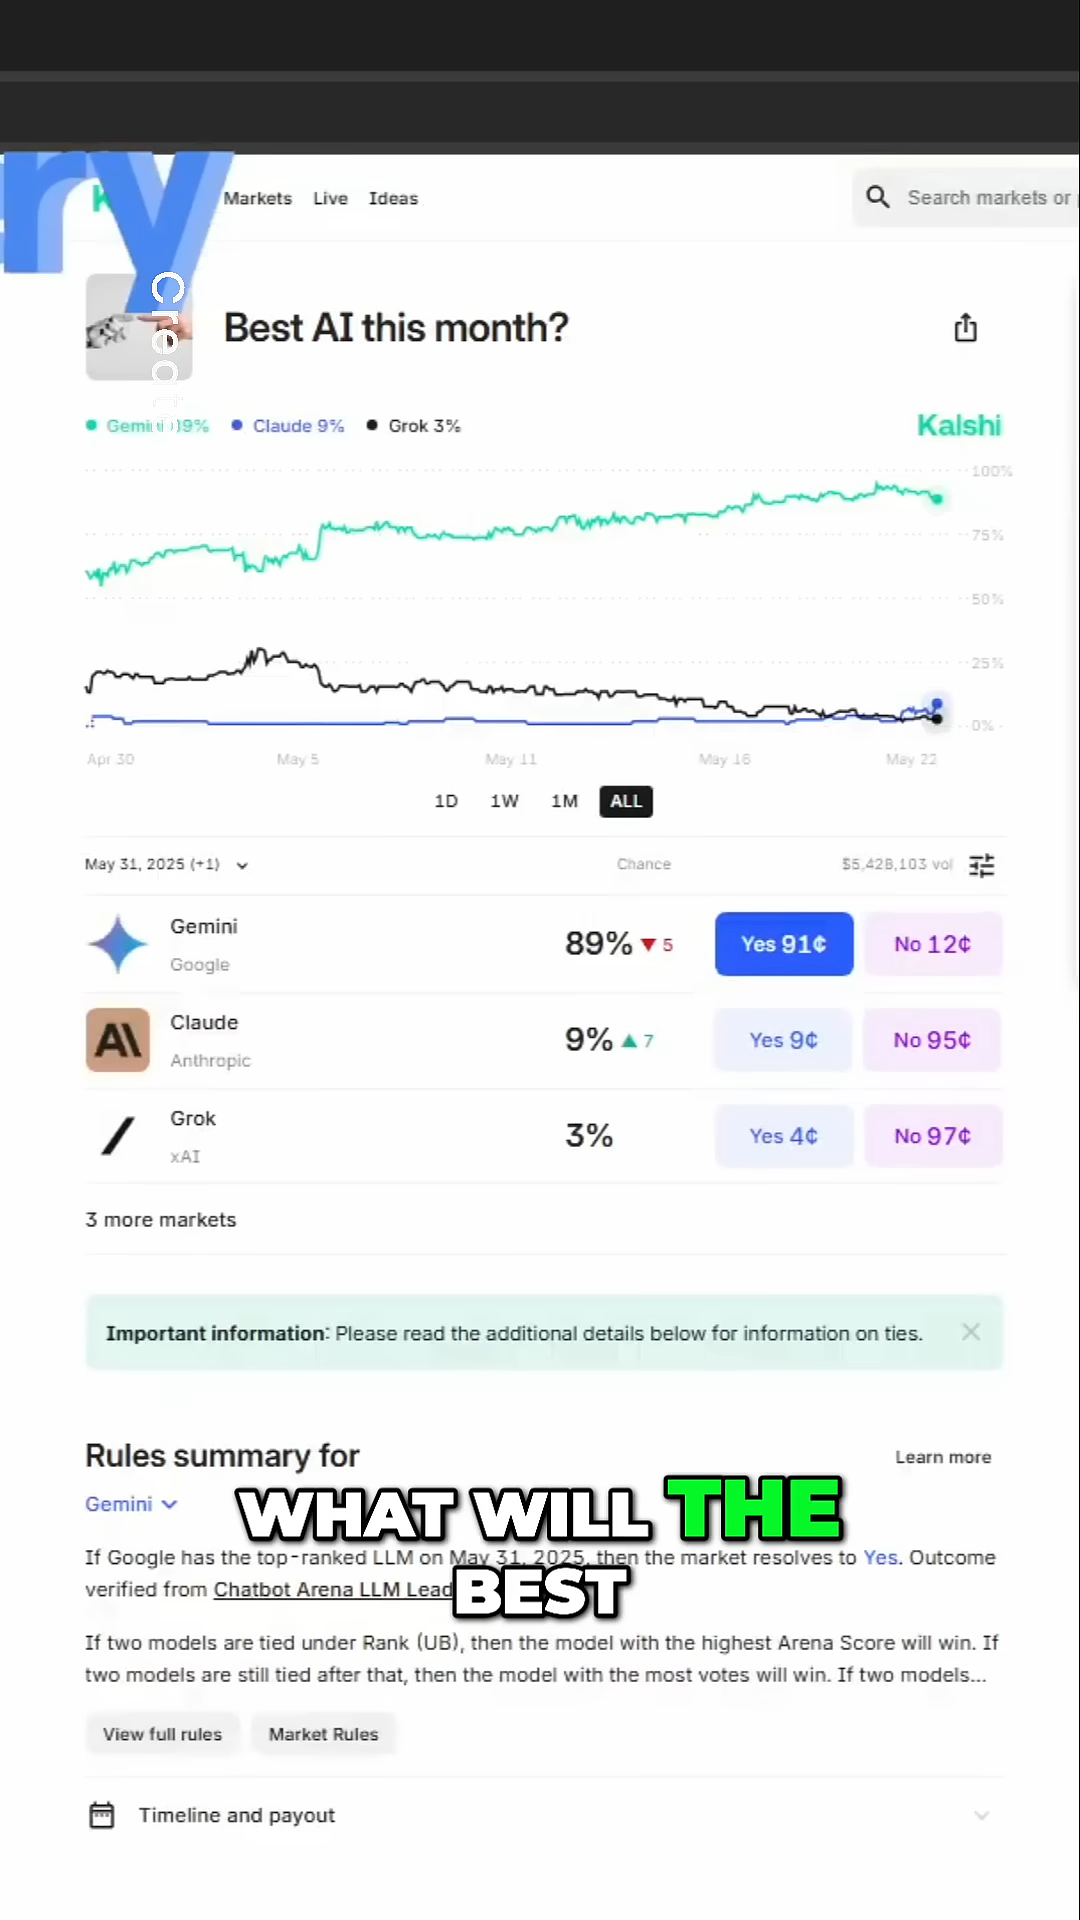 ry
Markets Live Ideas
Search markets or
Create
Best AI this month?
Gemini 89% Claude 9% Grok 3%
Kalshi
100%
75%
50%
25%
0%
Apr 30 May 5 May 11 May 16 May 22
1D 1W 1M ALL
May 31, 2025 (+1) Chance $5,428,103 vol
Gemini
Google
89% ▼ 5 Yes 91¢ No 12¢
Claude
Anthropic
9% ▲ 7 Yes 9¢ No 95¢
Grok
xAI
3% Yes 4¢ No 97¢
3 more markets
Important information: Please read the additional details below for information on ties.
Rules summary for
Learn more
Gemini
WHAT WILL THE
BEST
If Google has the top-ranked LLM on May 31, 2025, then the market resolves to Yes. Outcome
verified from Chatbot Arena LLM Lead
If two models are tied under Rank (UB), then the model with the highest Arena Score will win. If
two models are still tied after that, then the model with the most votes will win. If two models...
View full rules Market Rules
Timeline and payout